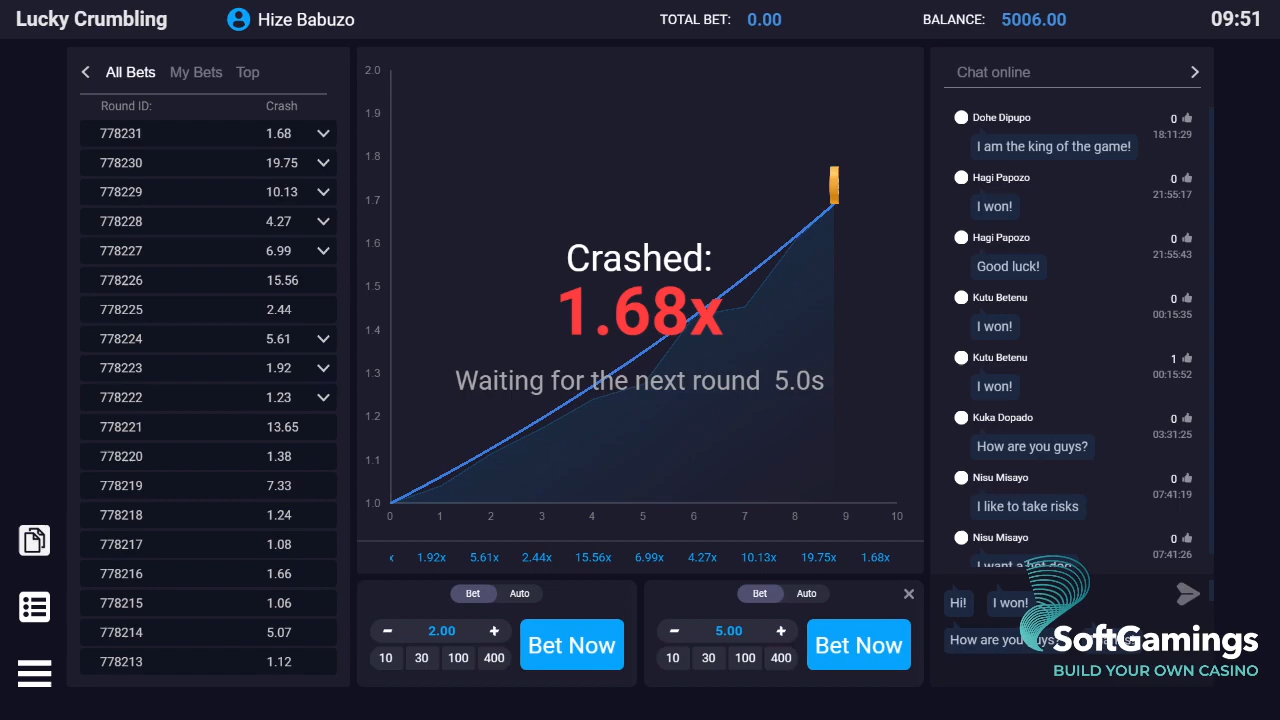 Lucky Crumbling
Hize Babuzo
TOTAL BET: 0.00
BALANCE: 5006.00
09:51
All Bets My Bets Top
Round ID: Crash
778231 1.68
778230 19.75
778229 10.13
778228 4.27
778227 6.99
778226 15.56
778225 2.44
778224 5.61
778223 1.92
778222 1.23
778221 13.65
778220 1.38
778219 7.33
778218 1.24
778217 1.08
778216 1.66
778215 1.06
778214 5.07
778213 1.12
2.0
1.9
1.8
1.7
1.6
1.5
1.4
1.3
1.2
1.1
1.0
0 1 2 3 4 5 6 7 8 9 10
Crashed:
1.68x
Waiting for the next round 5.0s
1.92x 5.61x 2.44x 15.56x 6.99x 4.27x 10.13x 19.75x 1.68x
Bet Auto
2.00
10 30 100 400
Bet Now
Bet Auto
5.00
10 30 100 400
Bet Now
Chat online
Dohe Dipupo 0
18:11:29
I am the king of the game!
Hagi Papozo 0
21:55:17
I won!
Hagi Papozo 0
21:55:43
Good luck!
Kutu Betenu 0
00:15:35
I won!
Kutu Betenu 1
00:15:52
I won!
Kuka Dopado 0
03:31:25
How are you guys?
Nisu Misayo 0
07:41:19
I like to take risks
Nisu Misayo 0
07:41:26
I want a hot dog
Hi! I won!
How are you guys?
SoftGamings
BUILD YOUR OWN CASINO